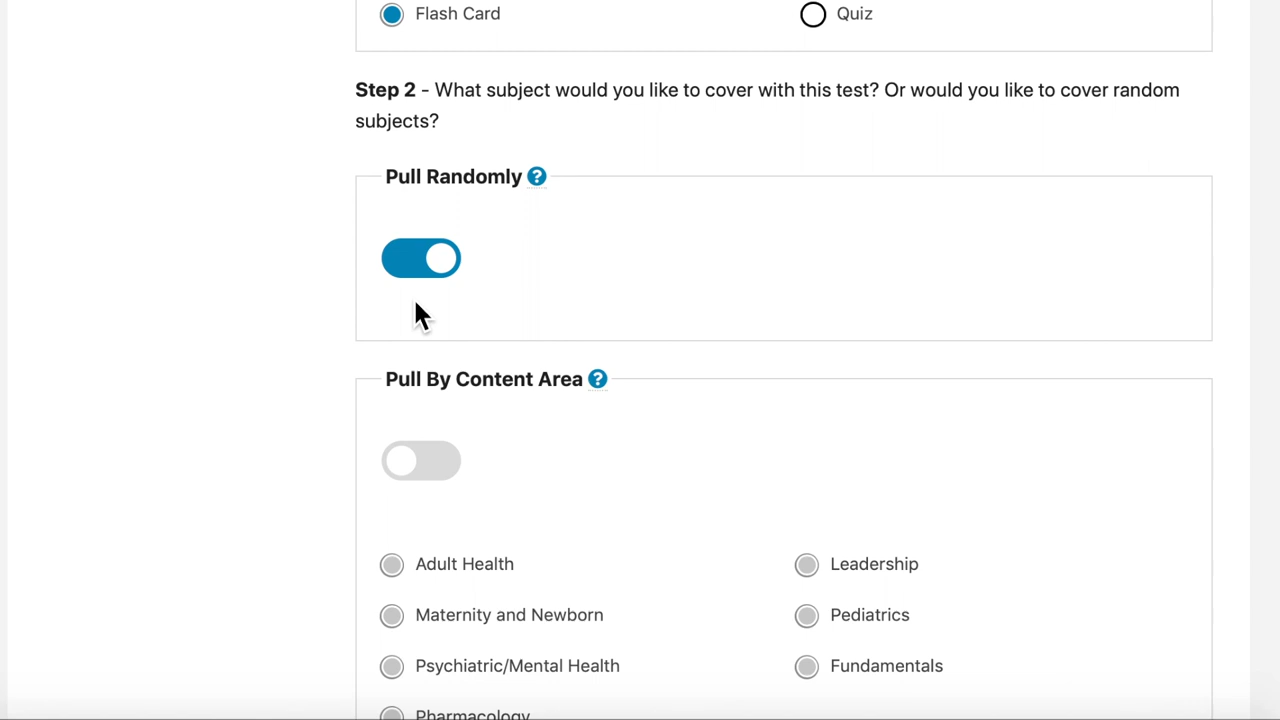 Flash Card
Quiz
Step 2 - What subject would you like to cover with this test? Or would you like to cover random
subjects?
Pull Randomly ?
Pull By Content Area ?
Adult Health
Leadership
Maternity and Newborn
Pediatrics
Psychiatric/Mental Health
Fundamentals
Pharmacology